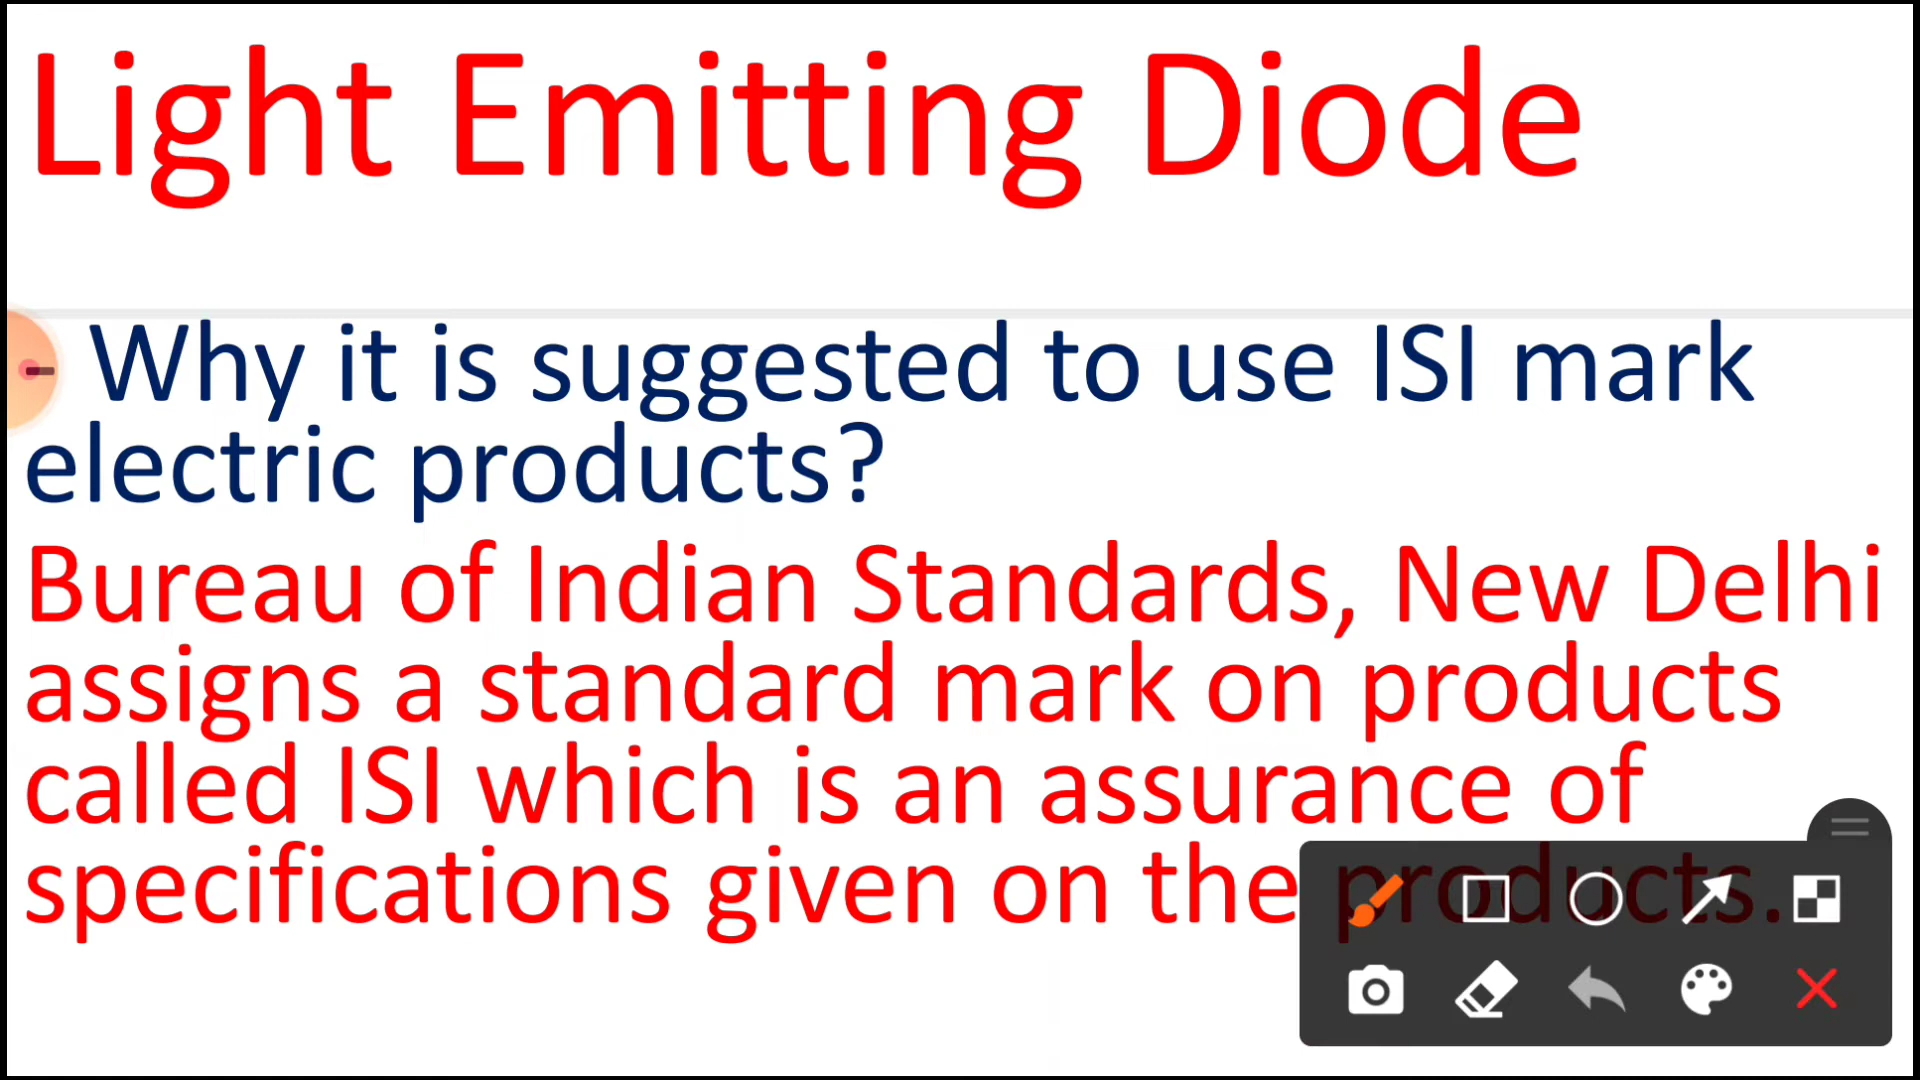 Light Emitting Diode
Why it is suggested to use ISI mark
electric products?
Bureau of Indian Standards, New Delhi
assigns a standard mark on products
called ISI which is an assurance of
specifications given on the products.